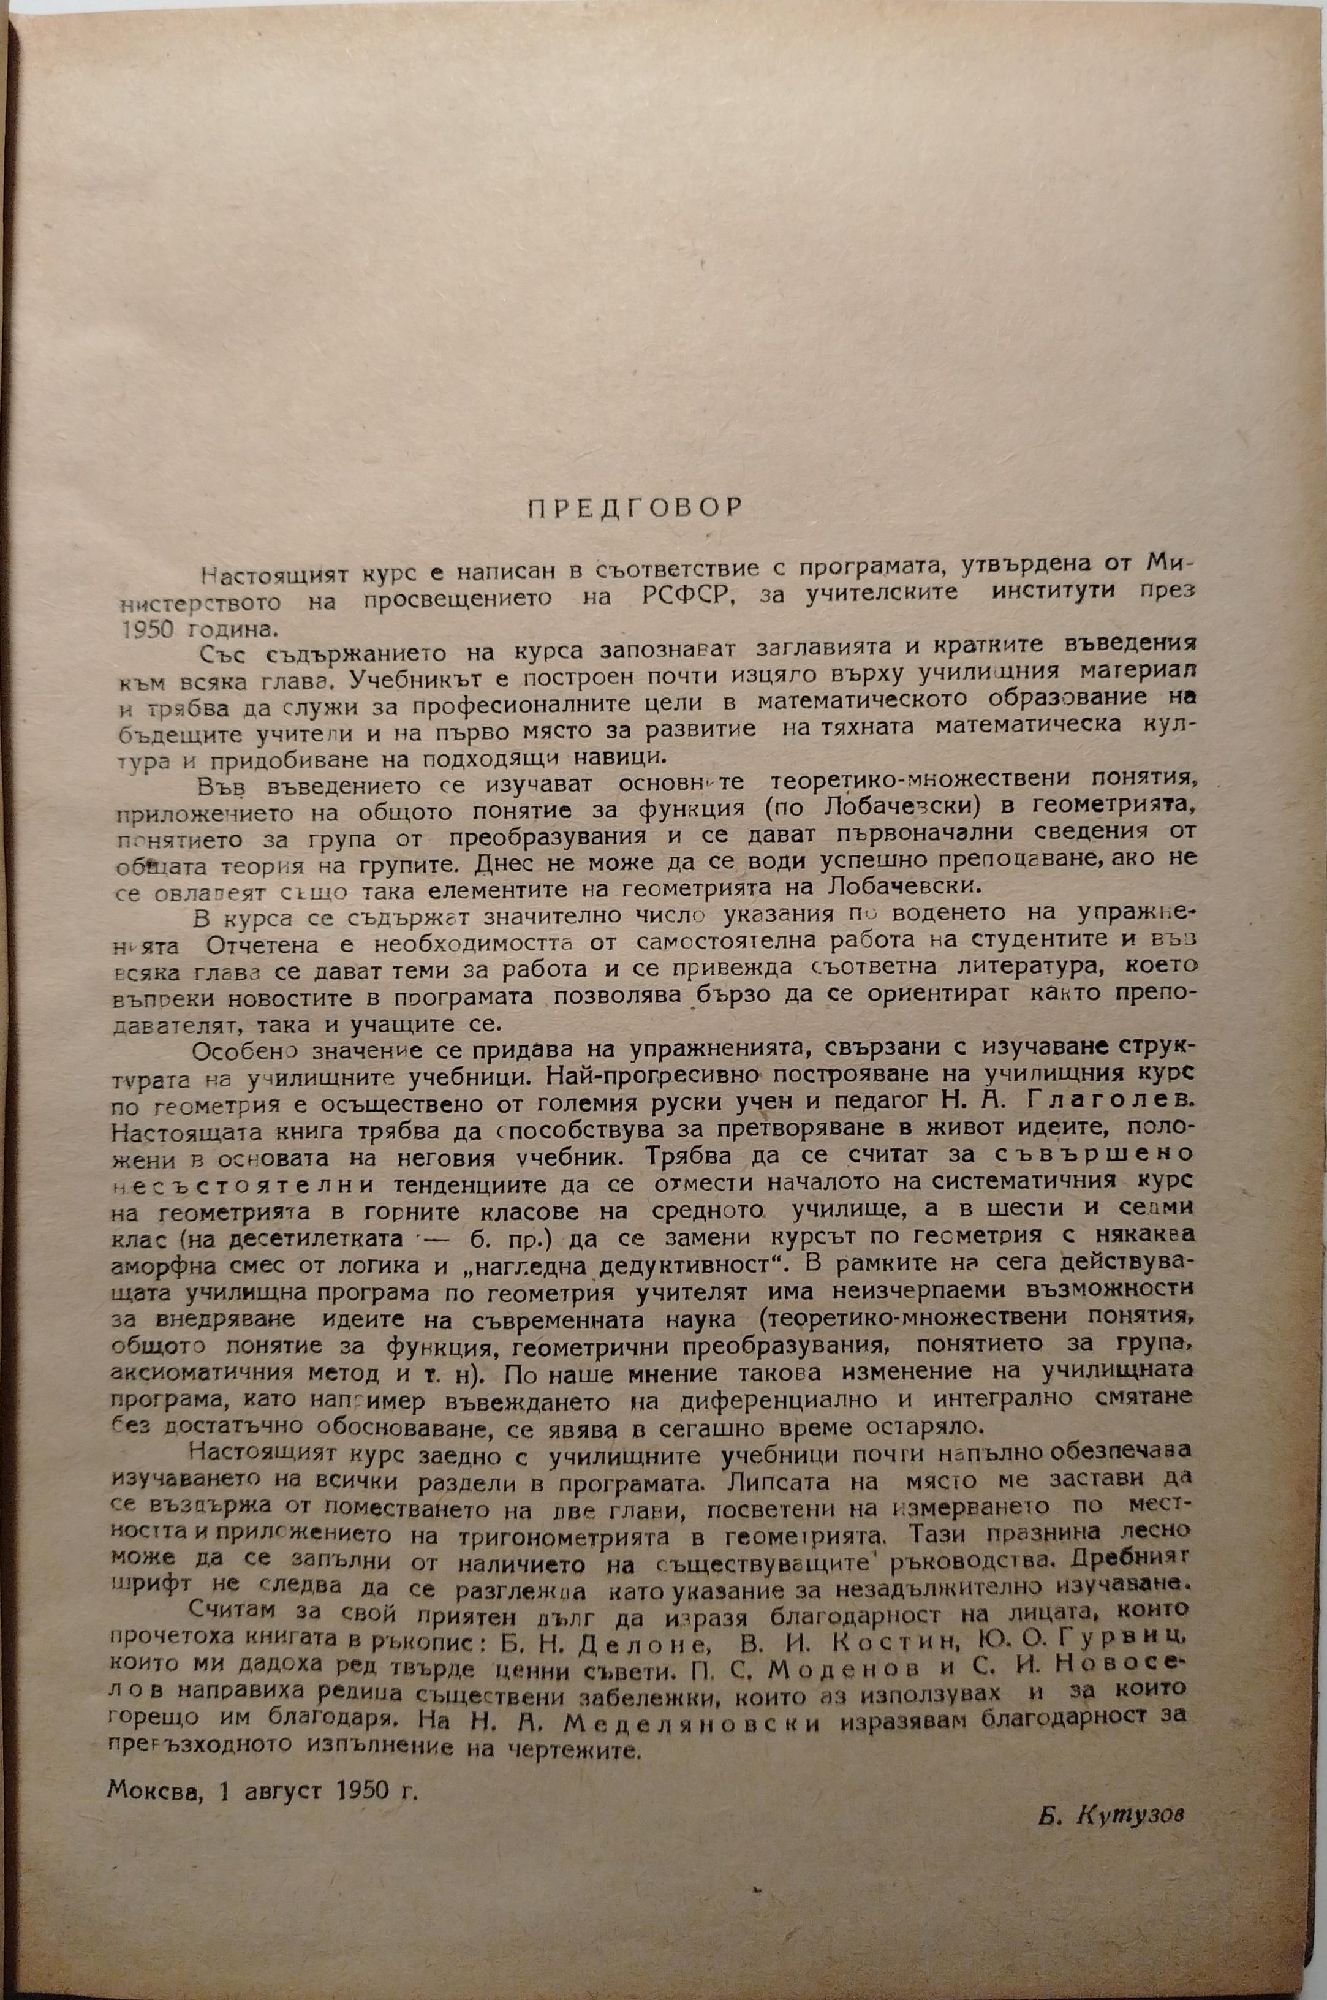 ПРЕДГОВОР
Настоящият курс е написан в съответствие с програмата, утвърдена от Ми-
нистерството на просвещението на РСФСР, за учителските институти през
1950 година.
Със съдържанието на курса запознават заглавията и кратките въведения
към всяка глава. Учебникът е построен почти изцяло върху училищния материал
и трябва да служи за професионалните цели в математическото образование на
бъдещите учители и на първо място за развитие на тяхната математическа кул-
тура и придобиване на подходящи навици.
Във въведението се изучават основните теоретико-множествени понятия,
приложението на общото понятие за функция (по Лобачевски) в геометрията,
понятието за група от преобразувания и се дават първоначални сведения от
общата теория на групите. Днес не може да се води успешно преподаване, ако не
се овладеят също така елементите на геометрията на Лобачевски.
В курса се съдържат значително число указания по воденето на упражне-
нията Отчетена е необходимостта от самостоятелна работа на студентите и във
всяка глава се дават теми за работа и се привежда съответна литература, което
въпреки новостите в програмата позволява бързо да се ориентират както препо-
давателят, така и учащите се.
Особено значение се придава на упражненията, свързани с изучаване струк-
турата на училищните учебници. Най-прогресивно построяване на училищния курс
по геометрия е осъществено от големия руски учен и педагог Н. А. Глаголев.
Настоящата книга трябва да способствува за претворяване в живот идеите, поло-
жени в основата на неговия учебник. Трябва да се считат за съвършено
несъстоятелни тенденциите да се отмести началото на систематичния курс
на геометрията в горните класове на средното училище, а в шести и седми
клас (на десетилетката — б. пр.) да се замени курсът по геометрия с някаква
аморфна смес от логика и „нагледна дедуктивност“. В рамките на сега действува-
щата училищна програма по геометрия учителят има неизчерпаеми възможности
за внедряване идеите на съвременната наука (теоретико-множествени понятия,
общото понятие за функция, геометрични преобразувания, понятието за група,
аксиоматичния метод и т. н). По наше мнение такова изменение на училищната
програма, като например въвеждането на диференциално и интегрално смятане
без достатъчно обосноваване, се явява в сегашно време остаряло.
Настоящият курс заедно с училищните учебници почти напълно обезпечава
изучаването на всички раздели в програмата. Липсата на място ме застави да
се въздържа от поместването на две глави, посветени на измерването по мест-
ността и приложението на тригонометрията в геометрията. Тази празнина лесно
може да се запълни от наличието на съществуващите ръководства. Дребният
шрифт не следва да се разглежда като указание за незадължително изучаване.
Считам за свой приятен дълг да изразя благодарност на лицата, които
прочетоха книгата в ръкопис: Б. Н. Делоне, В. И. Костин, Ю. О. Гурвиц,
които ми дадоха ред твърде ценни съвети. П. С. Моденов и С. И. Новосе-
лов направиха редица съществени забележки, които аз използувах и за които
горещо им благодаря. На Н. А. Меделяновски изразявам благодарност за
превъзходното изпълнение на чертежите.
Моксва, 1 август 1950 г.
Б. Кутузов